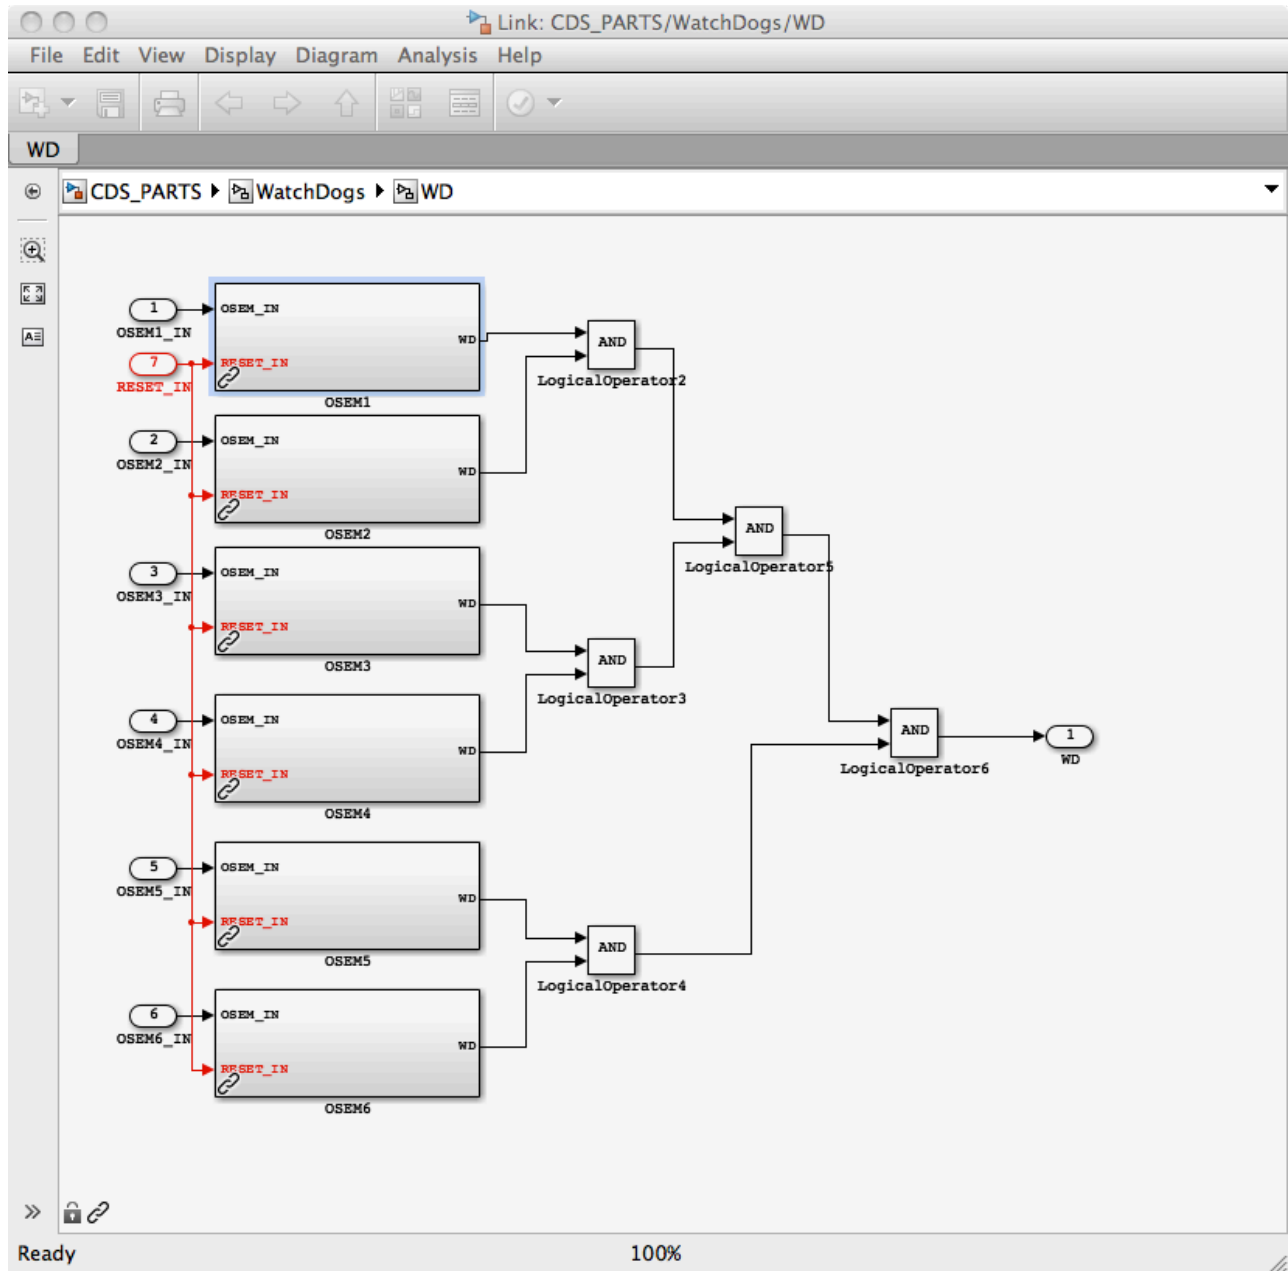 Link: CDS_PARTS/WatchDogs/WD
File Edit View Display Diagram Analysis Help
WD
CDS_PARTS WatchDogs WD
1
OSEM1_IN
7
RESET_IN
OSEM_IN
RESET_IN
WD
OSEM1
2
OSEM2_IN
OSEM_IN
RESET_IN
WD
OSEM2
3
OSEM3_IN
OSEM_IN
RESET_IN
WD
OSEM3
4
OSEM4_IN
OSEM_IN
RESET_IN
WD
OSEM4
5
OSEM5_IN
OSEM_IN
RESET_IN
WD
OSEM5
6
OSEM6_IN
OSEM_IN
RESET_IN
WD
OSEM6
AND
LogicalOperator2
AND
LogicalOperator3
AND
LogicalOperator4
AND
LogicalOperator5
AND
LogicalOperator6
1
WD
Ready 100%